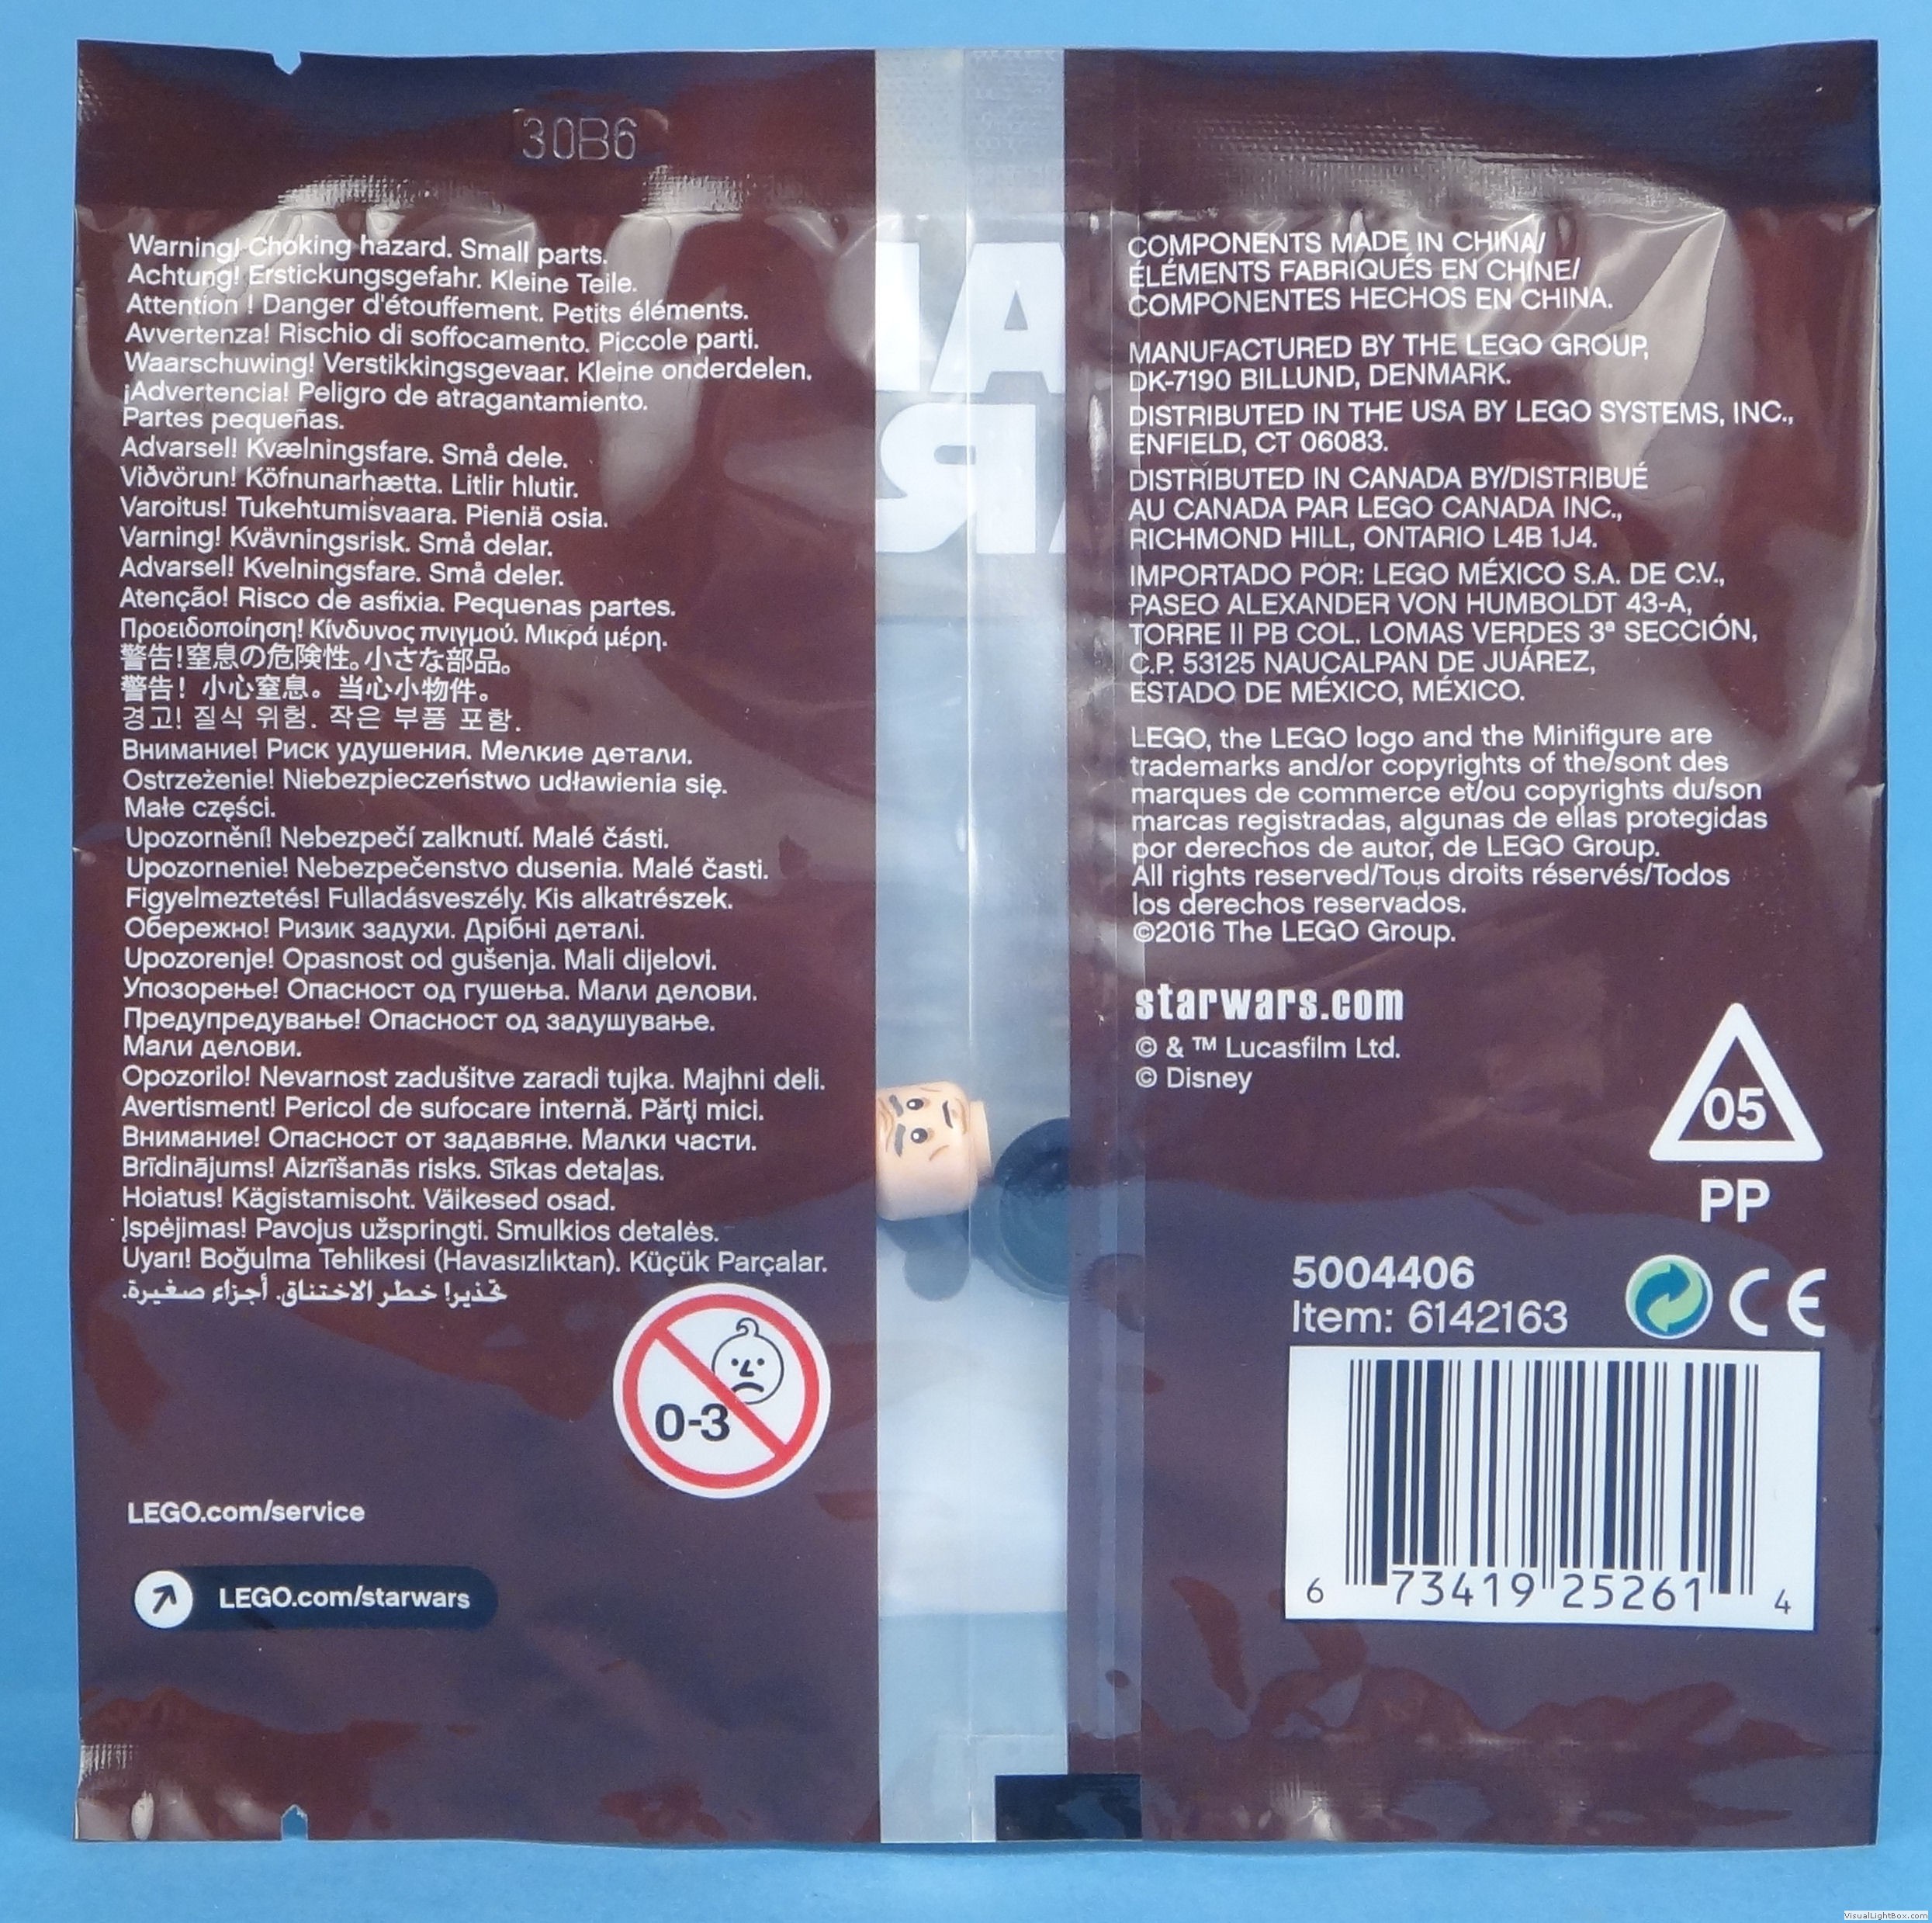 30B6
Warning! Choking hazard. Small parts.
Achtung! Erstickungsgefahr. Kleine Teile.
Attention ! Danger d'étouffement. Petits éléments.
Avvertenza! Rischio di soffocamento. Piccole parti.
Waarschuwing! Verstikkingsgevaar. Kleine onderdelen.
¡Advertencia! Peligro de atragantamiento.
Partes pequeñas.
Advarsel! Kvælningsfare. Små dele.
Viðvörun! Köfnunarhætta. Litlir hlutir.
Varoitus! Tukehtumisvaara. Pieniä osia.
Varning! Kvävningsrisk. Små delar.
Advarsel! Kvelningsfare. Små deler.
Atenção! Risco de asfixia. Pequenas partes.
Προειδοποίηση! Κίνδυνος πνιγμού. Μικρά μέρη.
警告!窒息の危険性。小さな部品。
警告! 小心窒息。当心小物件。
경고! 질식 위험. 작은 부품 포함.
Внимание! Риск удушения. Мелкие детали.
Ostrzeżenie! Niebezpieczeństwo udławienia się.
Małe części.
Upozornění! Nebezpečí zalknutí. Malé části.
Upozornenie! Nebezpečenstvo dusenia. Malé časti.
Figyelmeztetés! Fulladásveszély. Kis alkatrészek.
Обережно! Ризик задухи. Дрібні деталі.
Upozorenje! Opasnost od gušenja. Mali dijelovi.
Упозорење! Опасност од гушења. Мали делови.
Предупредување! Опасност од задушување.
Мали делови.
Opozorilo! Nevarnost zadušitve zaradi tujka. Majhni deli.
Avertisment! Pericol de sufocare internă. Părţi mici.
Внимание! Опасност от задавяне. Малки части.
Brīdinājums! Aizrīšanās risks. Sīkas detaļas.
Hoiatus! Kägistamisoht. Väikesed osad.
Įspėjimas! Pavojus užspringti. Smulkios detalės.
Uyarı! Boğulma Tehlikesi (Havasızlıktan). Küçük Parçalar.
تحذير! خطر الاختناق. أجزاء صغيرة.
0-3
LEGO.com/service
LEGO.com/starwars
COMPONENTS MADE IN CHINA/
ÉLÉMENTS FABRIQUÉS EN CHINE/
COMPONENTES HECHOS EN CHINA.
MANUFACTURED BY THE LEGO GROUP,
DK-7190 BILLUND, DENMARK.
DISTRIBUTED IN THE USA BY LEGO SYSTEMS, INC.,
ENFIELD, CT 06083.
DISTRIBUTED IN CANADA BY/DISTRIBUÉ
AU CANADA PAR LEGO CANADA INC.,
RICHMOND HILL, ONTARIO L4B 1J4.
IMPORTADO POR: LEGO MÉXICO S.A. DE C.V.,
PASEO ALEXANDER VON HUMBOLDT 43-A,
TORRE II PB COL. LOMAS VERDES 3ª SECCIÓN,
C.P. 53125 NAUCALPAN DE JUÁREZ,
ESTADO DE MÉXICO, MÉXICO.
LEGO, the LEGO logo and the Minifigure are
trademarks and/or copyrights of the/sont des
marques de commerce et/ou copyrights du/son
marcas registradas, algunas de ellas protegidas
por derechos de autor, de LEGO Group.
All rights reserved/Tous droits réservés/Todos
los derechos reservados.
©2016 The LEGO Group.
starwars.com
© & ™ Lucasfilm Ltd.
© Disney
05
PP
5004406
Item: 6142163
CE
6 73419 25261 4
VisualLightBox.com